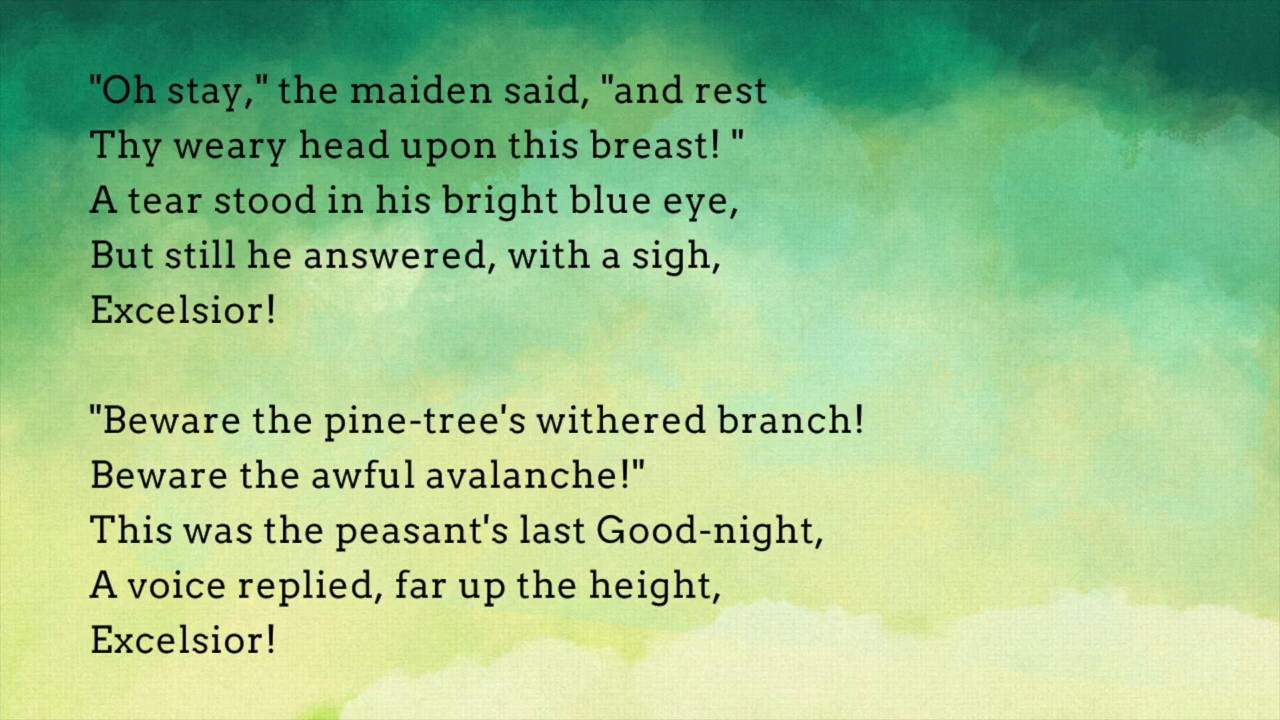 "Oh stay," the maiden said, "and rest
Thy weary head upon this breast! "
A tear stood in his bright blue eye,
But still he answered, with a sigh,
Excelsior!

"Beware the pine-tree's withered branch!
Beware the awful avalanche!"
This was the peasant's last Good-night,
A voice replied, far up the height,
Excelsior!